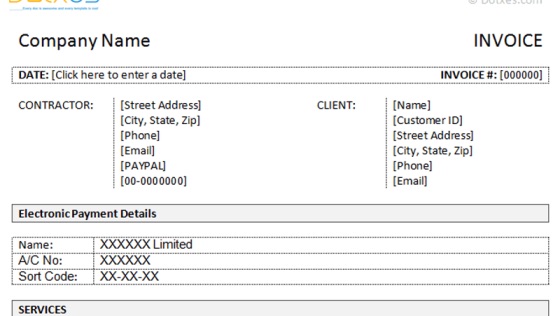 © Dotxes.com
Company Name INVOICE
DATE: [Click here to enter a date] INVOICE #: [000000]
CONTRACTOR: [Street Address] CLIENT: [Name]
[City, State, Zip] [Customer ID]
[Phone] [Street Address]
[Email] [City, State, Zip]
[PAYPAL] [Phone]
[00-0000000] [Email]
Electronic Payment Details
Name: XXXXXX Limited
A/C No: XXXXXX
Sort Code: XX-XX-XX
SERVICES